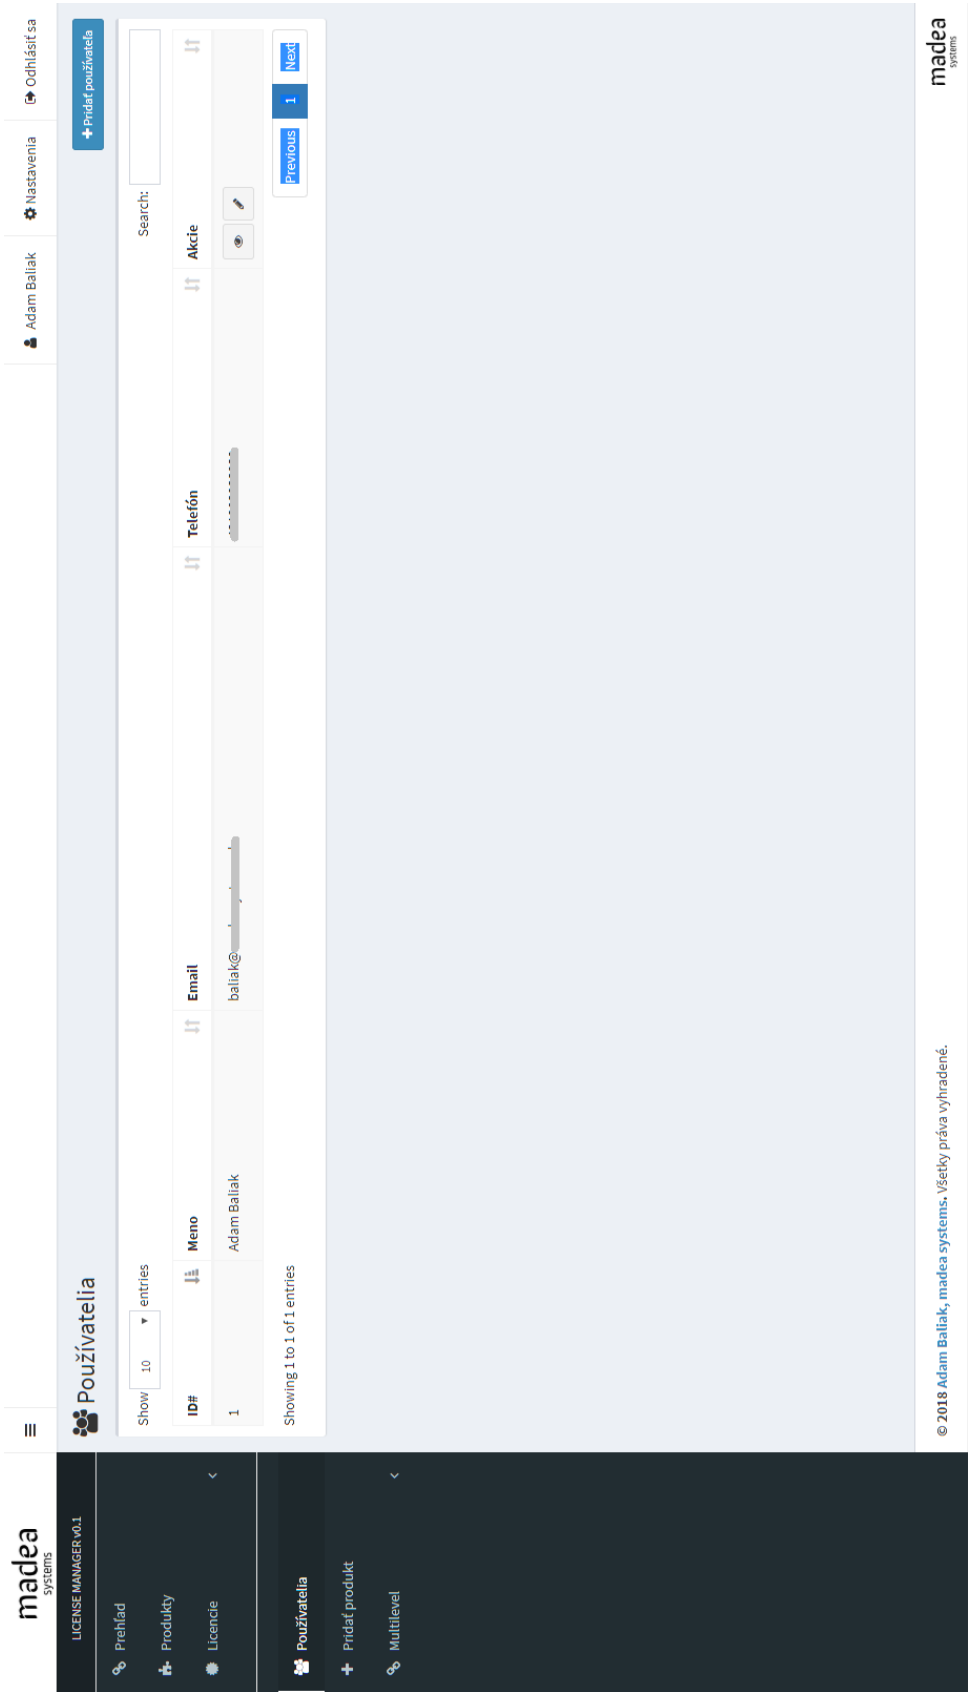 madea
systems
Adam Baliak
Nastavenia
Odhlásiť sa
LICENSE MANAGER v0.1
Prehľad
Produkty
Licencie
Používatelia
Pridať produkt
Multilevel
Používatelia
Pridať používateľa
Show 10 entries
Search:
ID# Meno Email Telefón Akcie
1 Adam Baliak baliak@
Showing 1 to 1 of 1 entries
Previous 1 Next
© 2018 Adam Baliak, madea systems. Všetky práva vyhradené.
madea
systems